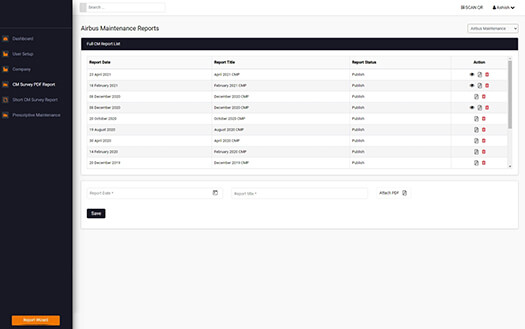 Search ...
SCAN QR
Ashish
Dashboard
User Setup
Company
CM Survey PDF Report
Short CM Survey Report
Prescriptive Maintenance
Report Wizard
Airbus Maintenance Reports
Airbus Maintenance
Full CM Report List
Report Date Report Title Report Status Action
23 April 2021 April 2021 CMP Publish
16 February 2021 February 2021 CMP Publish
06 December 2020 December 2020 CMP Publish
06 December 2020 December 2020 CMP Publish
20 October 2020 October 2020 CMP Publish
19 August 2020 August 2020 CMP Publish
30 April 2020 April 2020 CMP Publish
14 February 2020 February 2020 CMP Publish
20 December 2019 December 2019 CMP Publish
Report Date * Report title * Attach PDF
Save